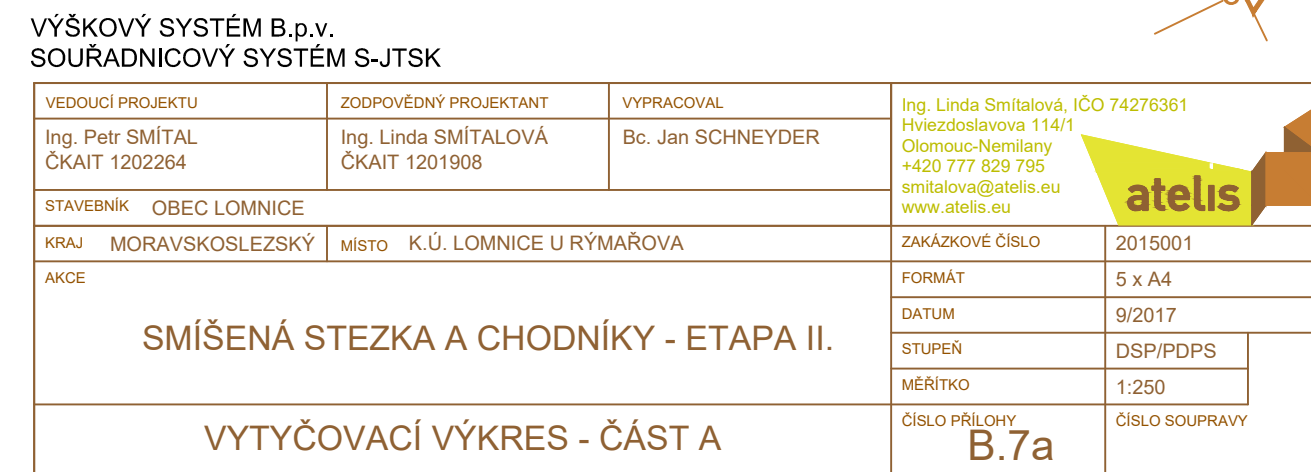 VÝŠKOVÝ SYSTÉM B.p.v.
SOUŘADNICOVÝ SYSTÉM S-JTSK
VEDOUCÍ PROJEKTU
Ing. Petr SMÍTAL
ČKAIT 1202264
ZODPOVĚDNÝ PROJEKTANT
Ing. Linda SMÍTALOVÁ
ČKAIT 1201908
VYPRACOVAL
Bc. Jan SCHNEYDER
Ing. Linda Smítalová, IČO 74276361
Hviezdoslavova 114/1
Olomouc-Nemilany
+420 777 829 795
smitalova@atelis.eu
www.atelis.eu
atelis
STAVEBNÍK OBEC LOMNICE
KRAJ MORAVSKOSLEZSKÝ
MÍSTO K.Ú. LOMNICE U RÝMAŘOVA
ZAKÁZKOVÉ ČÍSLO 2015001
AKCE
SMÍŠENÁ STEZKA A CHODNÍKY - ETAPA II.
FORMÁT 5 x A4
DATUM 9/2017
STUPEŇ DSP/PDPS
MĚŘÍTKO 1:250
VYTYČOVACÍ VÝKRES - ČÁST A
ČÍSLO PŘÍLOHY
B.7a
ČÍSLO SOUPRAVY